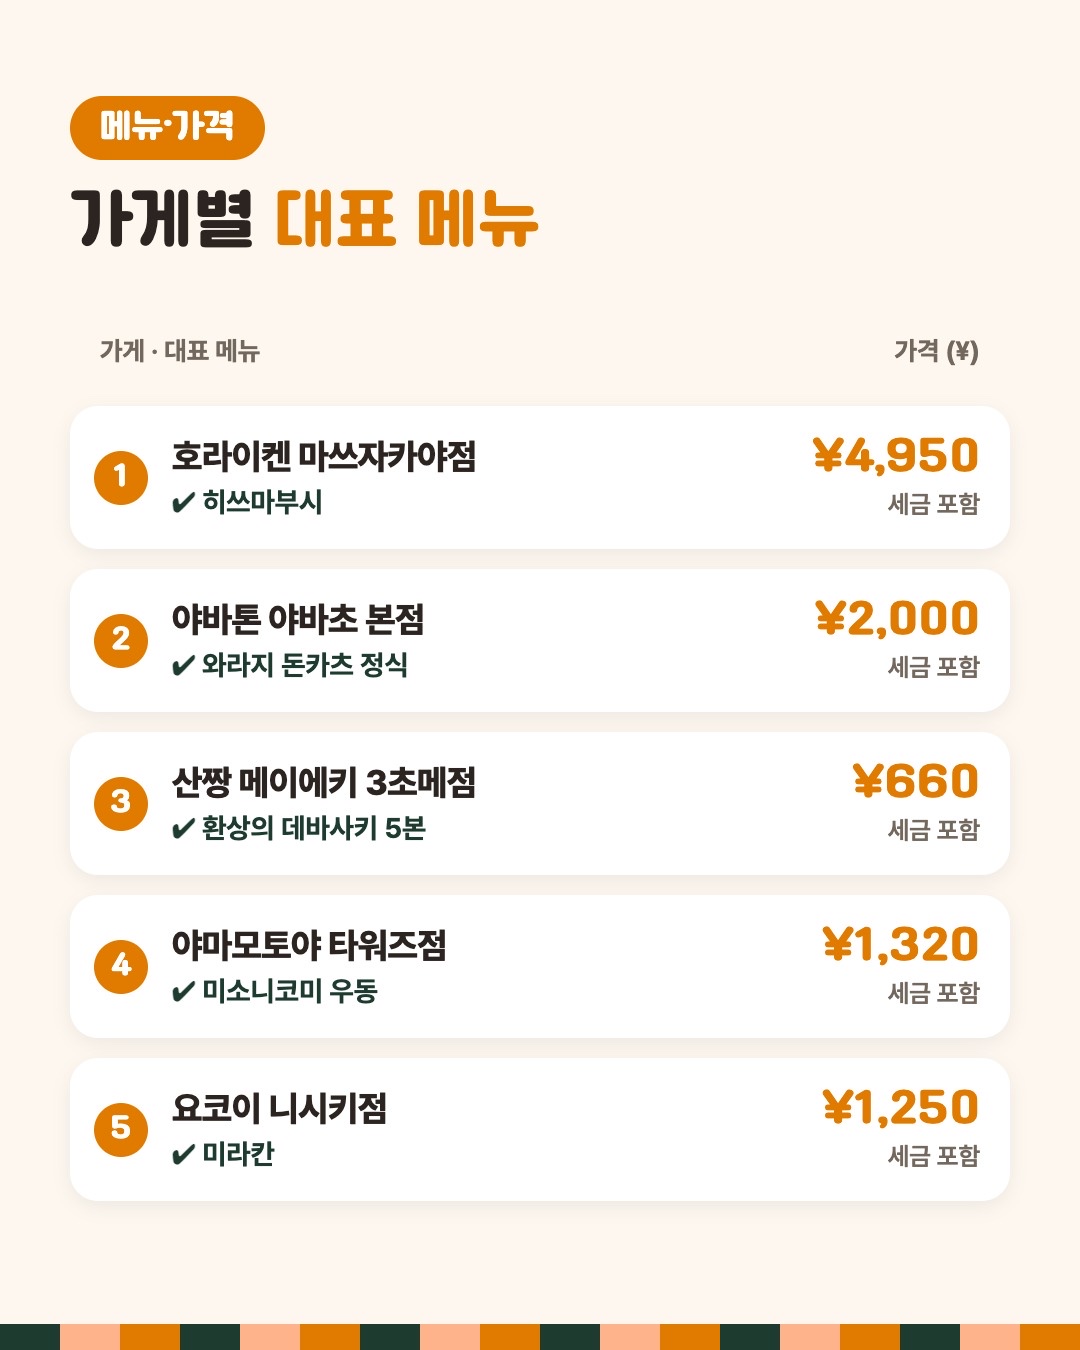 메뉴·가격
가게별 대표 메뉴
가게 · 대표 메뉴 가격 (¥)
1 호라이켄 마쓰자카야점 ¥4,950
✔ 히쓰마부시 세금 포함
2 야바톤 야바초 본점 ¥2,000
✔ 와라지 돈카츠 정식 세금 포함
3 산짱 메이에키 3초메점 ¥660
✔ 환상의 데바사키 5본 세금 포함
4 야마모토야 타워즈점 ¥1,320
✔ 미소니코미 우동 세금 포함
5 요코이 니시키점 ¥1,250
✔ 미라칸 세금 포함